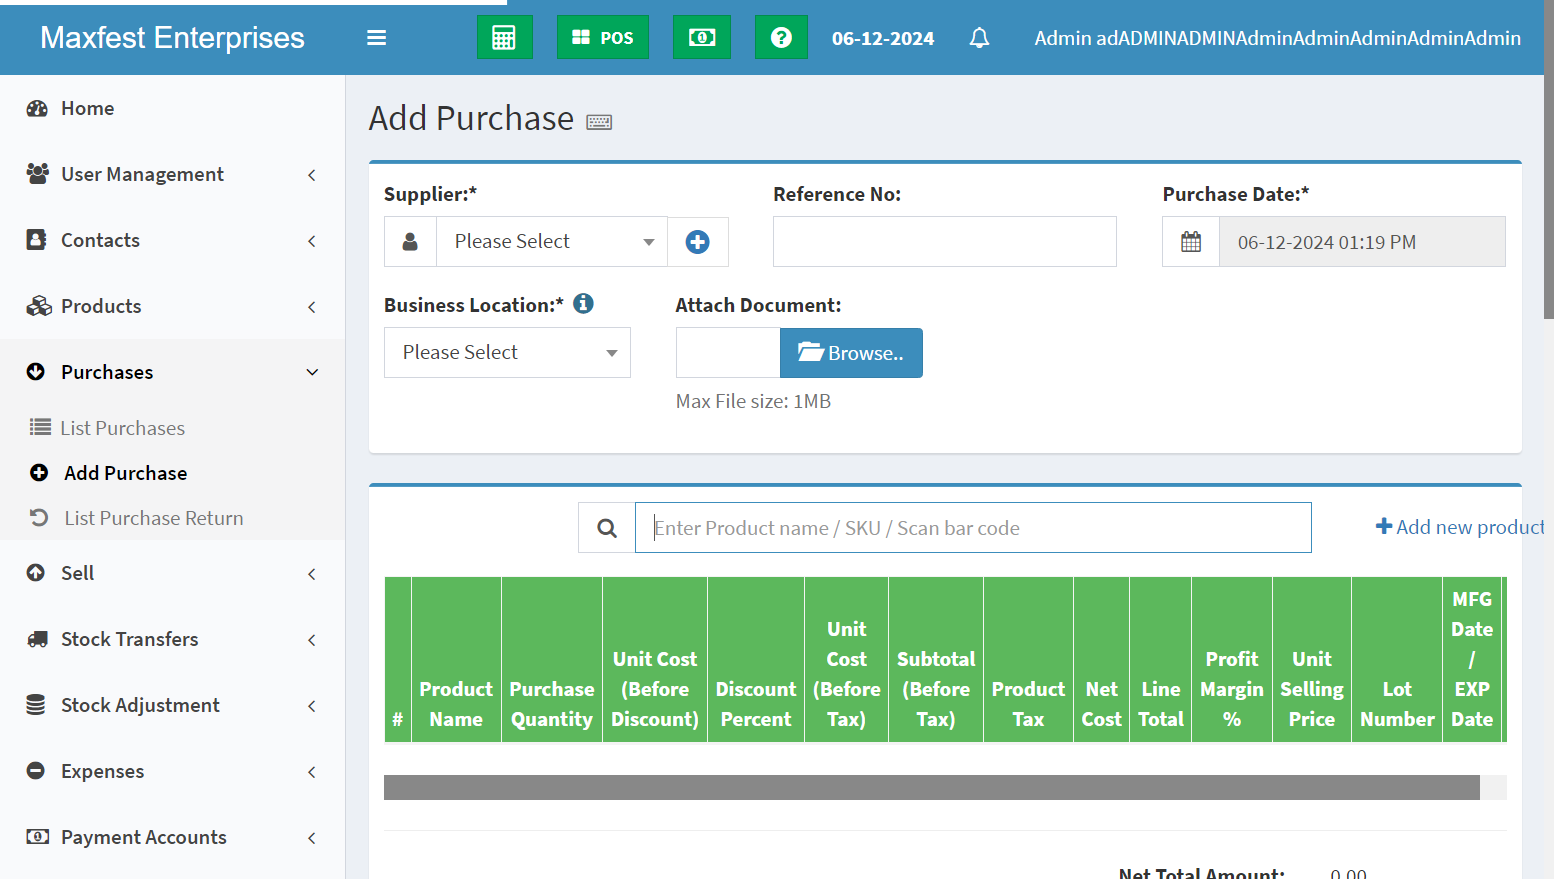 Maxfest Enterprises
POS
06-12-2024
Admin adADMINADMINAdminAdminAdminAdminAdmin
Home
User Management
Contacts
Products
Purchases
List Purchases
Add Purchase
List Purchase Return
Sell
Stock Transfers
Stock Adjustment
Expenses
Payment Accounts
Add Purchase
Supplier:*
Please Select
Reference No:
Purchase Date:*
06-12-2024 01:19 PM
Business Location:*
Please Select
Attach Document:
Browse..
Max File size: 1MB
Enter Product name / SKU / Scan bar code
Add new product
#
Product
Name
Purchase
Quantity
Unit Cost
(Before
Discount)
Discount
Percent
Unit
Cost
(Before
Tax)
Subtotal
(Before
Tax)
Product
Tax
Net
Cost
Line
Total
Profit
Margin
%
Unit
Selling
Price
Lot
Number
MFG
Date
/
EXP
Date
Net Total Amount:
0.00